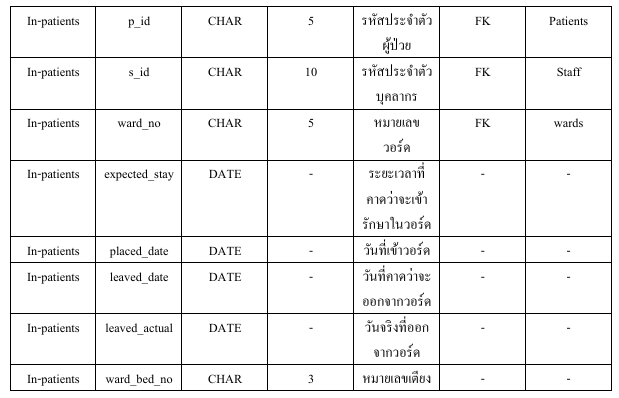 In-patients p_id CHAR 5 รหัสประจำตัว FK Patients
ผู้ป่วย
In-patients s_id CHAR 10 รหัสประจำตัว FK Staff
บุคลากร
In-patients ward_no CHAR 5 หมายเลข FK wards
วอร์ด
In-patients expected_stay DATE - ระยะเวลาที่ - -
คาดว่าจะเข้า
รักษาในวอร์ด
In-patients placed_date DATE - วันที่เข้าวอร์ด - -
In-patients leaved_date DATE - วันที่คาดว่าจะ - -
ออกจากวอร์ด
In-patients leaved_actual DATE - วันจริงที่ออก - -
จากวอร์ด
In-patients ward_bed_no CHAR 3 หมายเลขเตียง - -